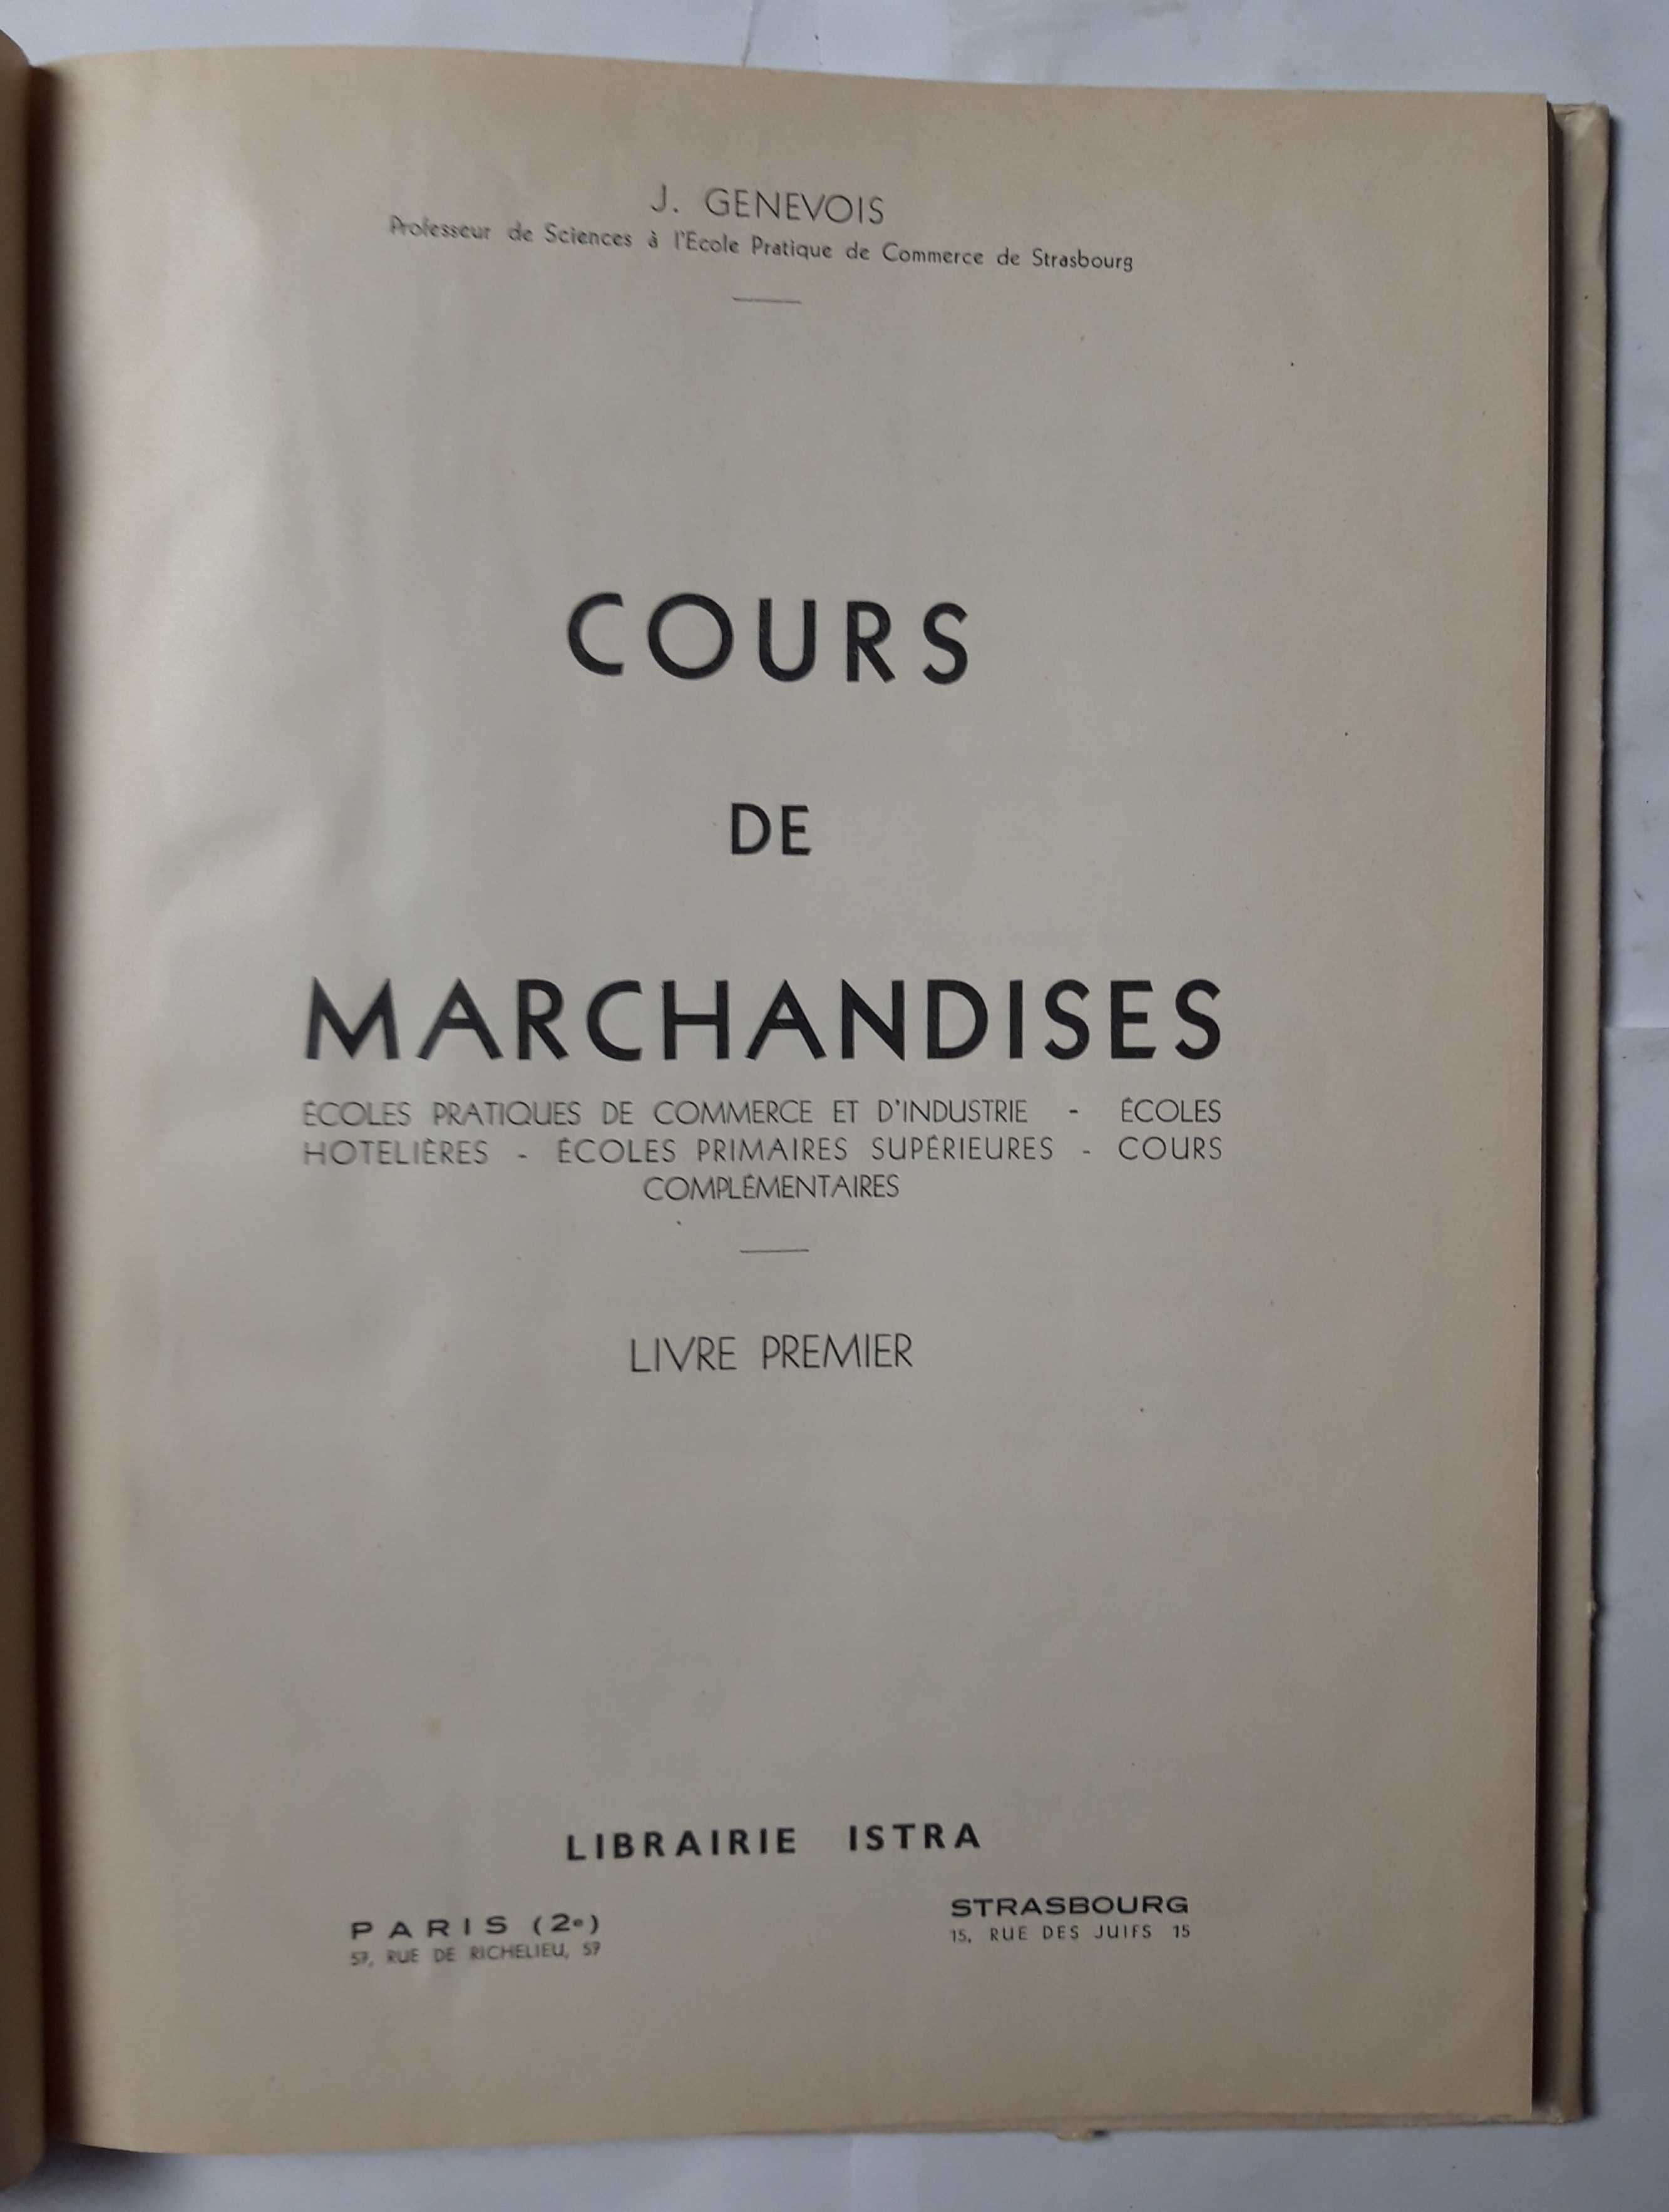 J. GENEVOIS
Professeur de Sciences à l'Ecole Pratique de Commerce de Strasbourg
COURS
DE
MARCHANDISES
ÉCOLES PRATIQUES DE COMMERCE ET D'INDUSTRIE - ÉCOLES
HOTELIÈRES - ÉCOLES PRIMAIRES SUPÉRIEURES - COURS
COMPLÉMENTAIRES
LIVRE PREMIER
LIBRAIRIE ISTRA
PARIS (2e)
57, RUE DE RICHELIEU, 57
STRASBOURG
15, RUE DES JUIFS 15